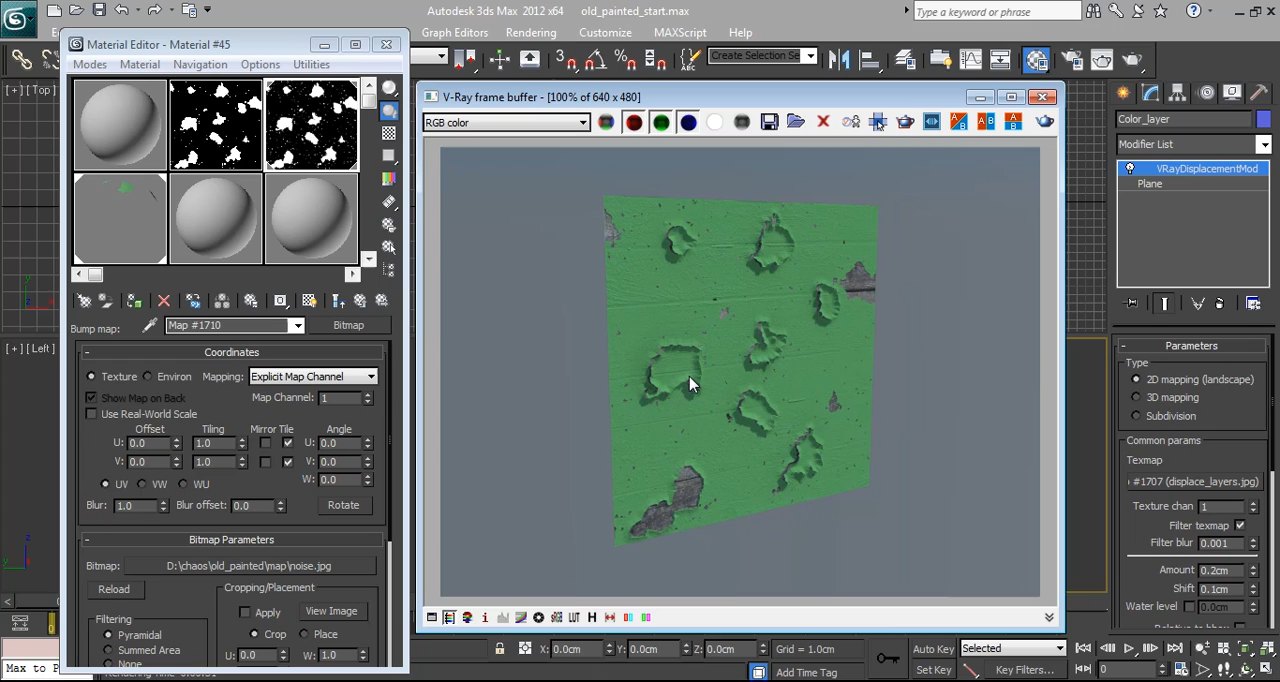 Autodesk 3ds Max 2012 x64 old_painted_start.max
Type a keyword or phrase
Graph Editors Rendering Customize MAXScript Help
Create Selection Se
Material Editor - Material #45
Modes Material Navigation Options Utilities
Bump map: Map #1710 Bitmap
Coordinates
Texture Environ Mapping: Explicit Map Channel
Show Map on Back Map Channel: 1
Use Real-World Scale
Offset Tiling Mirror Tile Angle
U: 0.0 1.0 U: 0.0
V: 0.0 1.0 V: 0.0
UV VW WU W: 0.0
Blur: 1.0 Blur offset: 0.0 Rotate
Bitmap Parameters
Bitmap: D:\chaos\old_painted\map\noise.jpg
Reload Cropping/Placement
Apply View Image
Filtering
Pyramidal Crop Place
Summed Area U: 0.0 W: 1.0
None
[ + ] [ Top ]
[ + ] [ Left ]
V-Ray frame buffer - [100% of 640 x 480]
RGB color
Color_layer
Modifier List
VRayDisplacementMod
Plane
Parameters
Type
2D mapping (landscape)
3D mapping
Subdivision
Common params
Texmap
#1707 (displace_layers.jpg)
Texture chan 1
Filter texmap
Filter blur 0.001
Amount 0.2cm
Shift 0.1cm
Water level 0.0cm
X: 0.0cm Y: 0.0cm Z: 0.0cm Grid = 1.0cm
Auto Key Selected
Set Key Key Filters... 0
Add Time Tag
Max to P